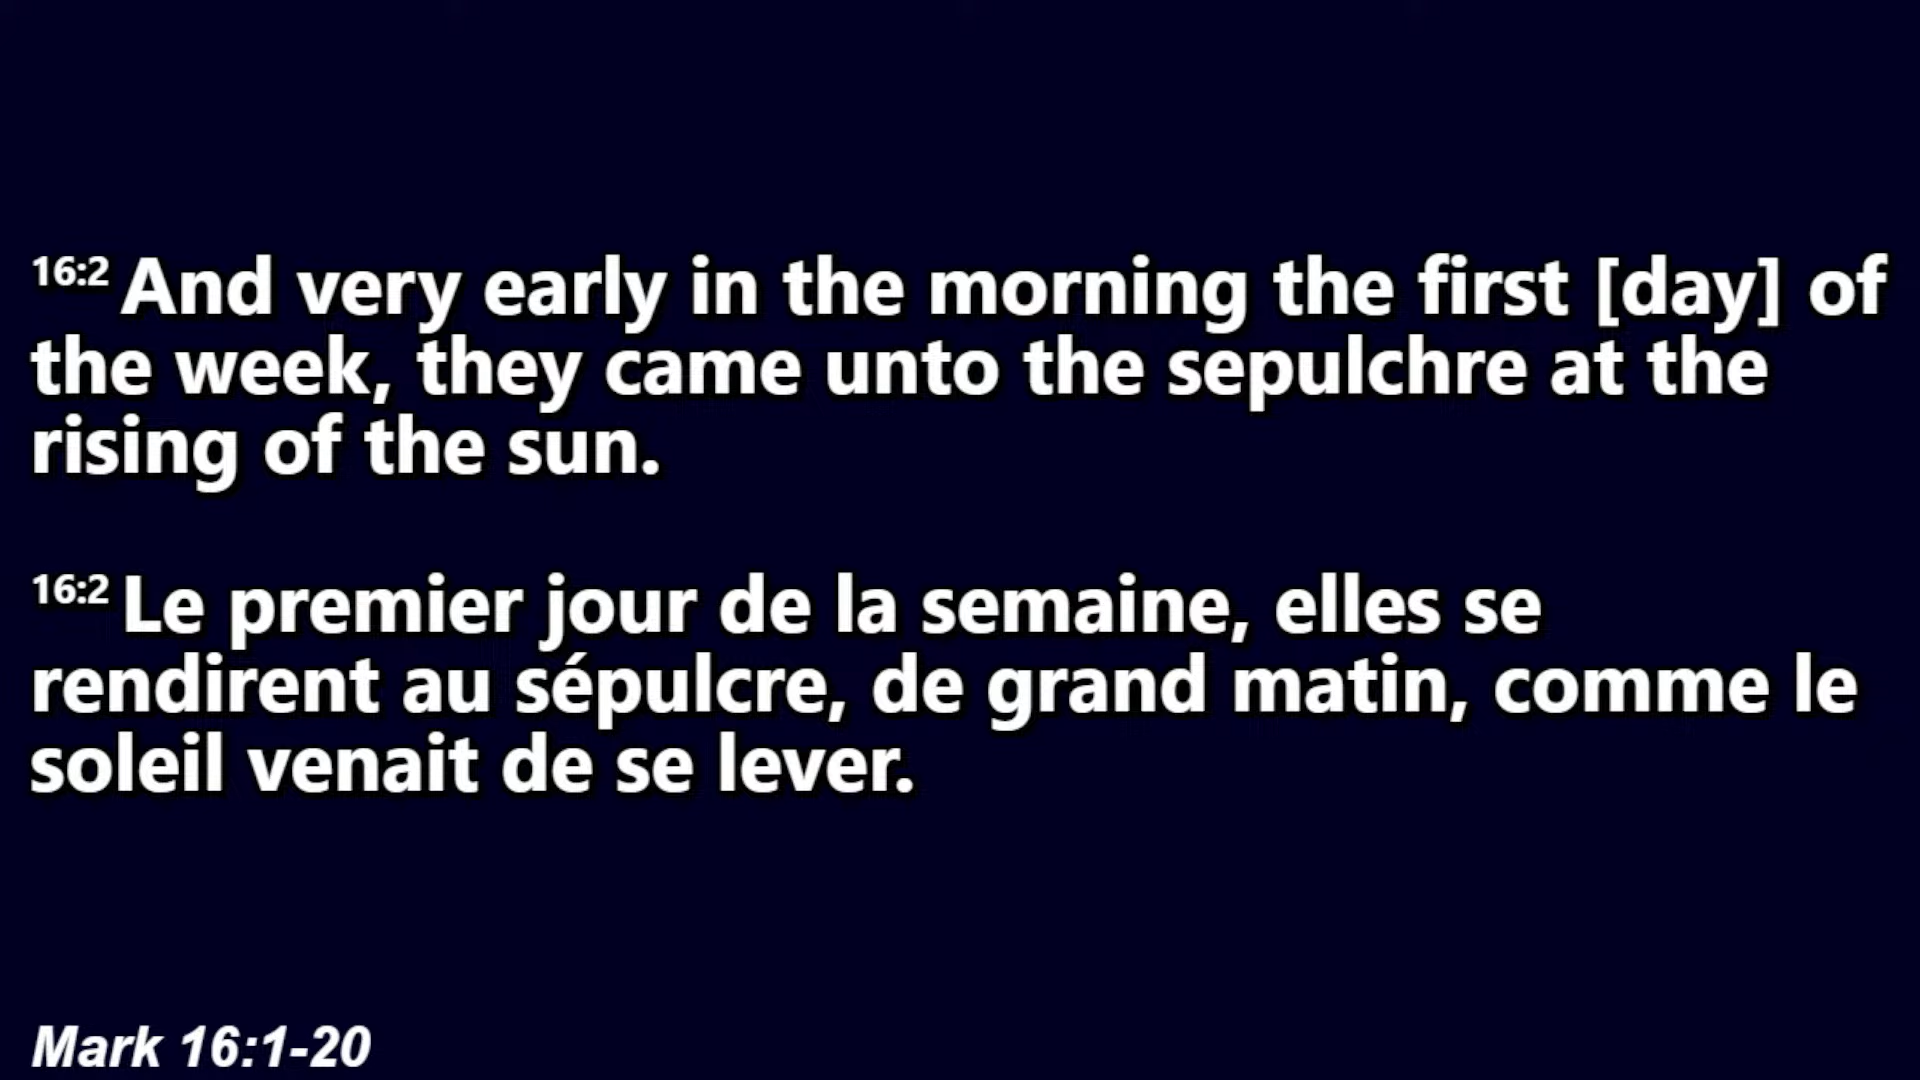 16:2 And very early in the morning the first [day] of
the week, they came unto the sepulchre at the
rising of the sun.
16:2 Le premier jour de la semaine, elles se
rendirent au sépulcre, de grand matin, comme le
soleil venait de se lever.
Mark 16:1-20